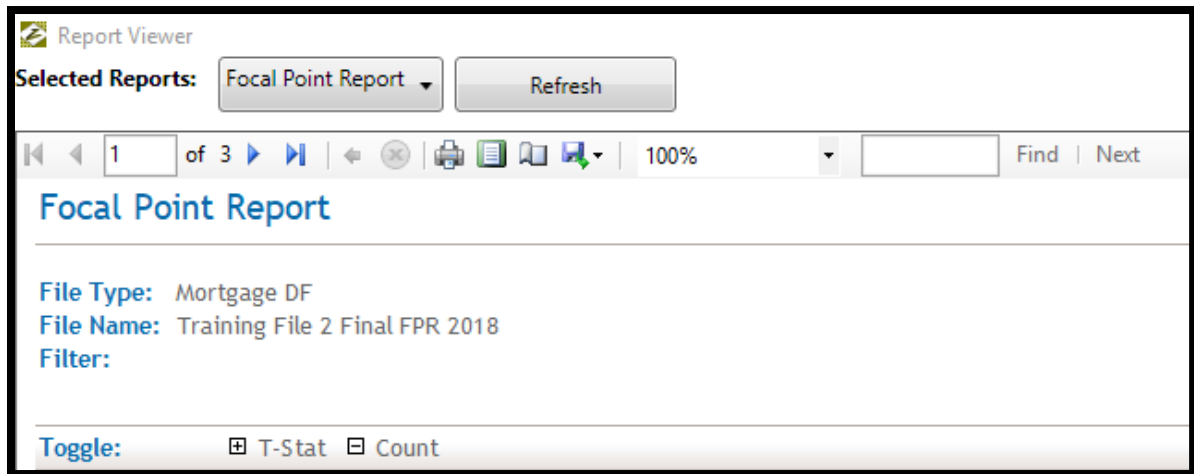 Report Viewer
Selected Reports: Focal Point Report Refresh
1 of 3 100% Find | Next
Focal Point Report
File Type: Mortgage DF
File Name: Training File 2 Final FPR 2018
Filter:
Toggle: T-Stat Count